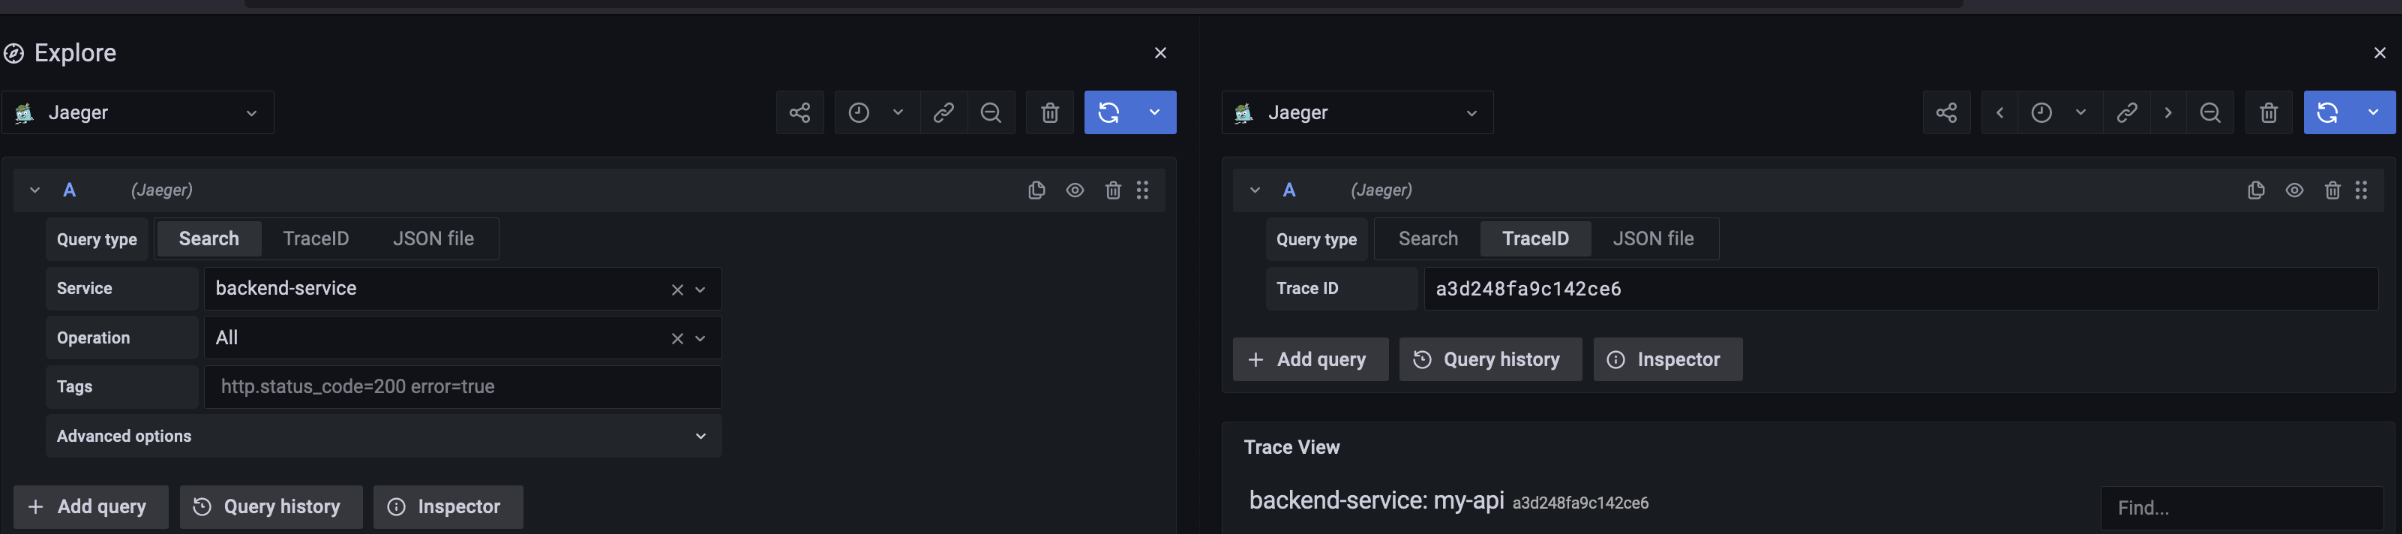 Explore
Jaeger
A (Jaeger)
Query type Search TraceID JSON file
Service backend-service
Operation All
Tags http.status_code=200 error=true
Advanced options
+ Add query Query history Inspector
Jaeger
A (Jaeger)
Query type Search TraceID JSON file
Trace ID a3d248fa9c142ce6
+ Add query Query history Inspector
Trace View
backend-service: my-api a3d248fa9c142ce6
Find...